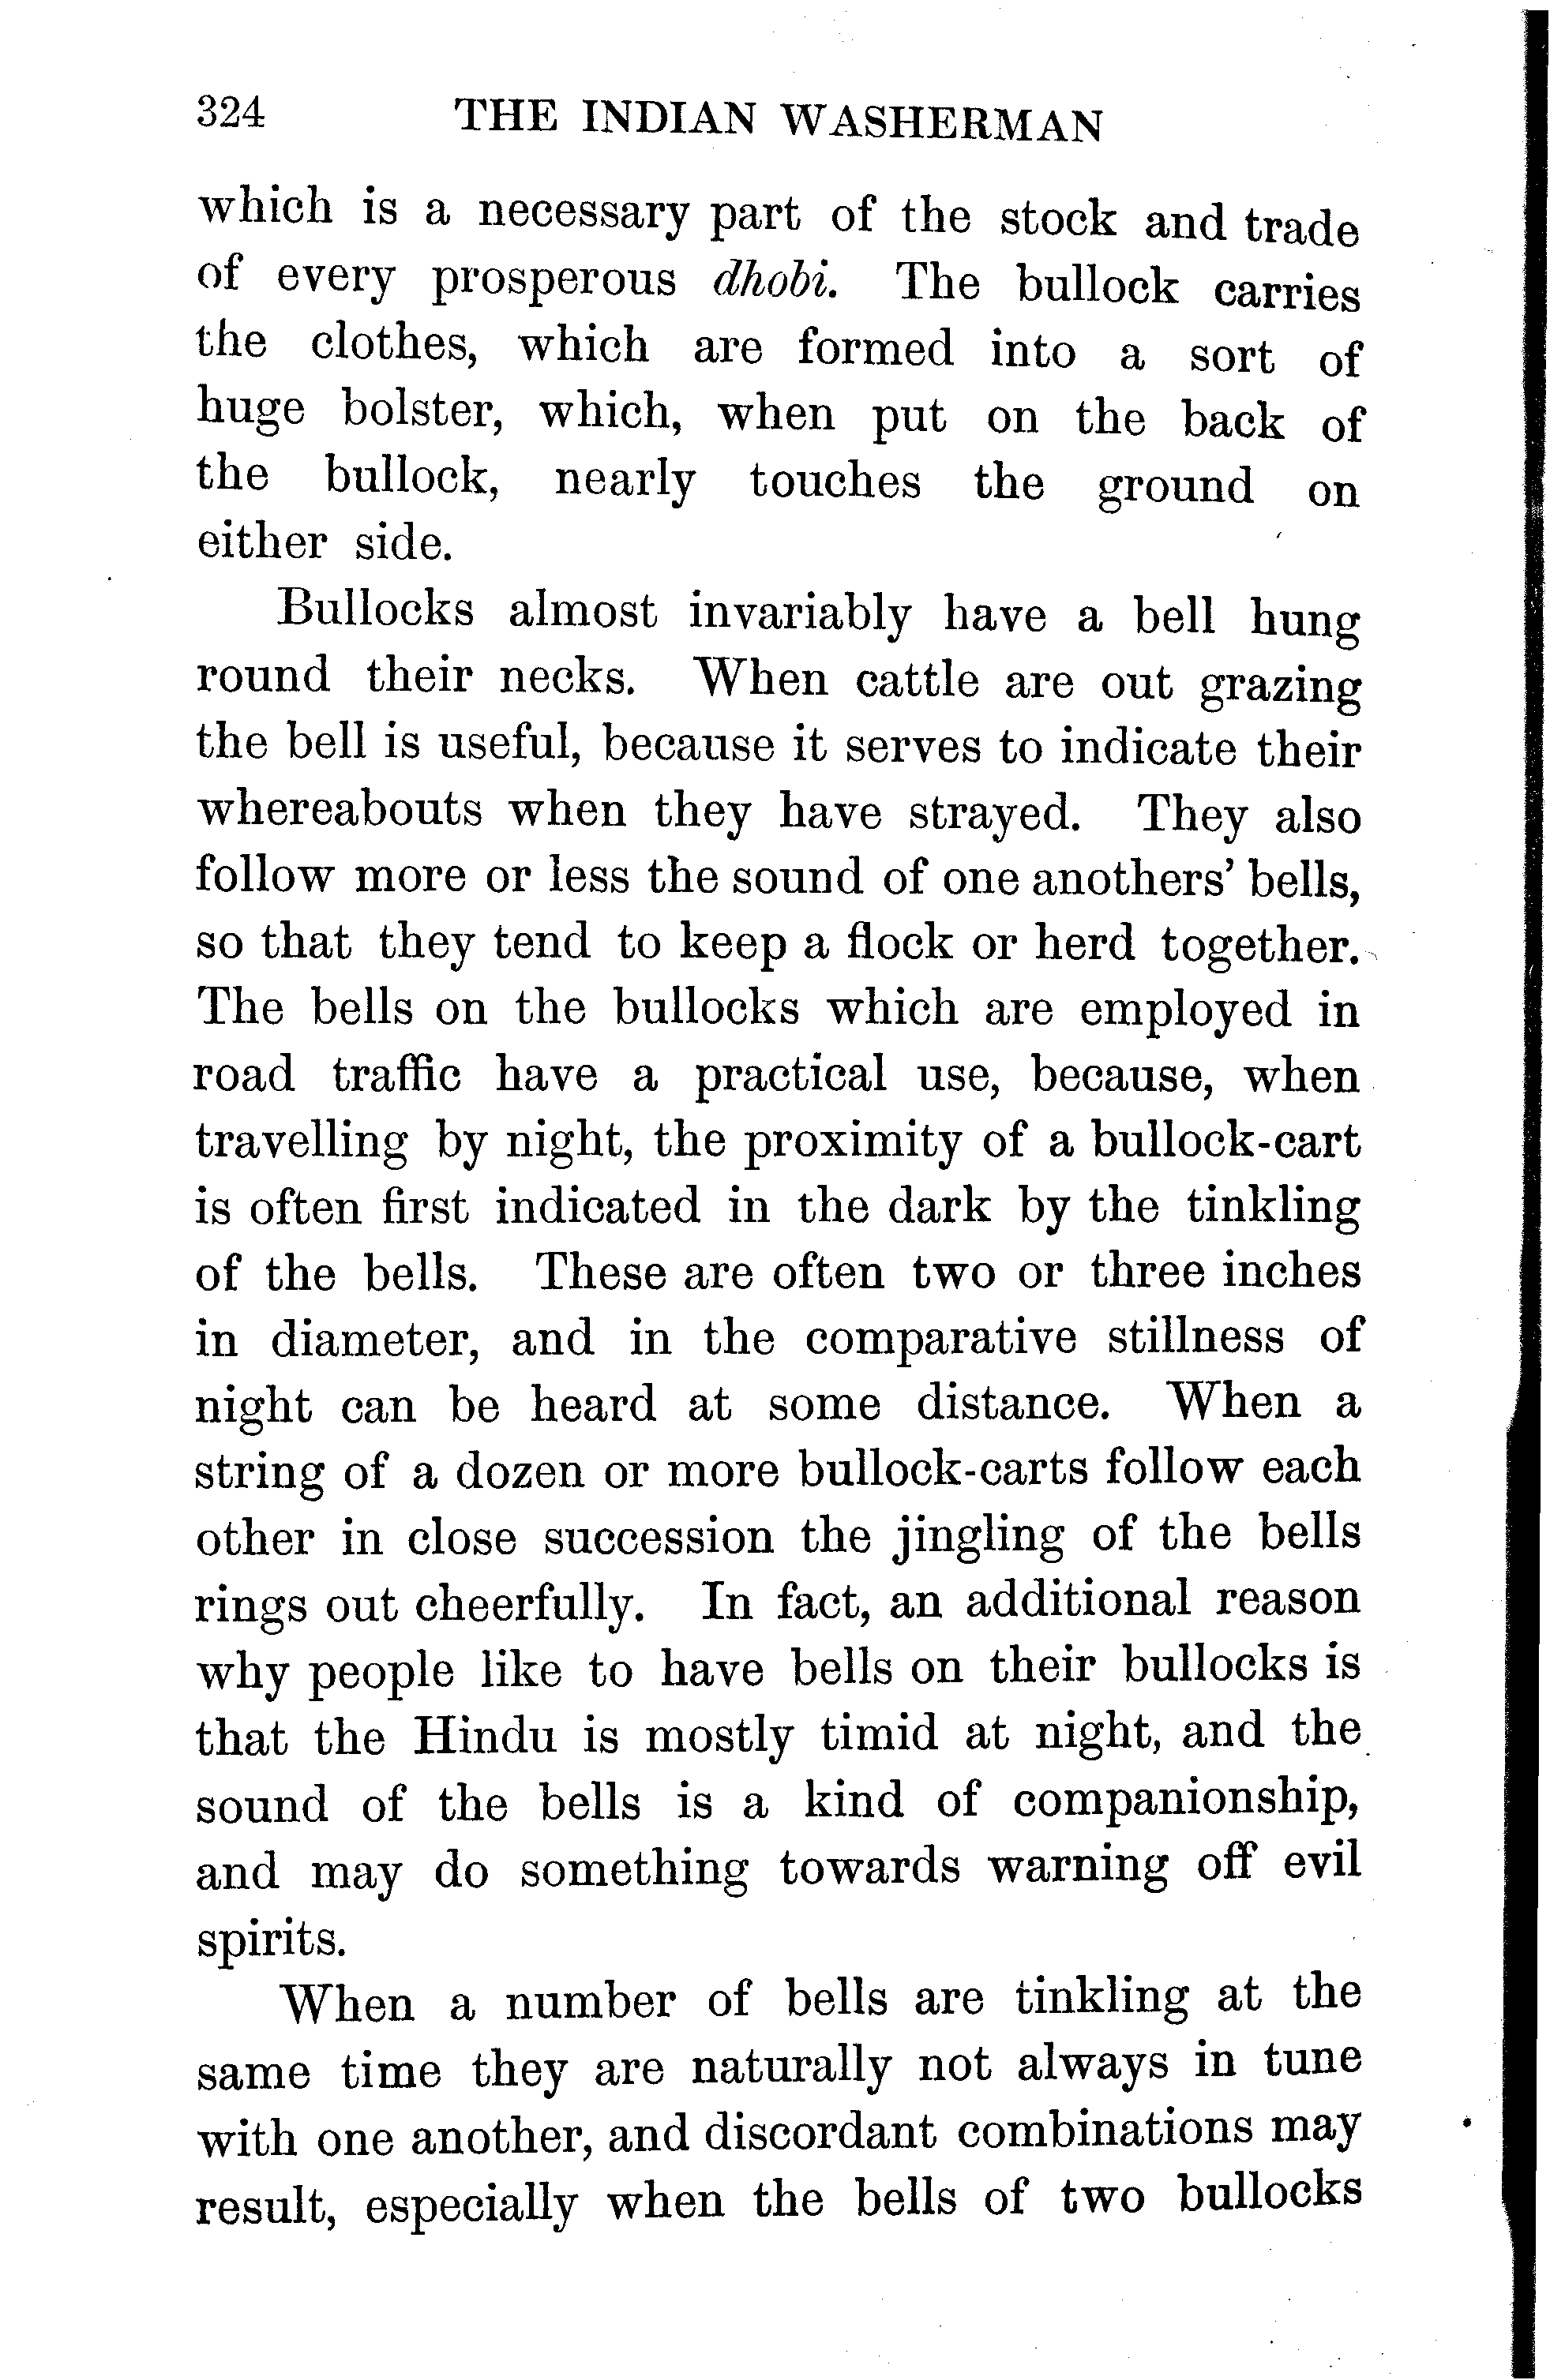 324 THE INDIAN WASHERMAN
which is a necessary part of the stock and trade
of every prosperous dhobi. The bullock carries
the clothes, which are formed into a sort of
huge bolster, which, when put on the back of
the bullock, nearly touches the ground on
either side.
Bullocks almost invariably have a bell hung
round their necks. When cattle are out grazing
the bell is useful, because it serves to indicate their
whereabouts when they have strayed. They also
follow more or less the sound of one anothers' bells,
so that they tend to keep a flock or herd together.
The bells on the bullocks which are employed in
road traffic have a practical use, because, when
travelling by night, the proximity of a bullock-cart
is often first indicated in the dark by the tinkling
of the bells. These are often two or three inches
in diameter, and in the comparative stillness of
night can be heard at some distance. When a
string of a dozen or more bullock-carts follow each
other in close succession the jingling of the bells
rings out cheerfully. In fact, an additional reason
why people like to have bells on their bullocks is
that the Hindu is mostly timid at night, and the
sound of the bells is a kind of companionship,
and may do something towards warning off evil
spirits.
When a number of bells are tinkling at the
same time they are naturally not always in tune
with one another, and discordant combinations may
result, especially when the bells of two bullocks